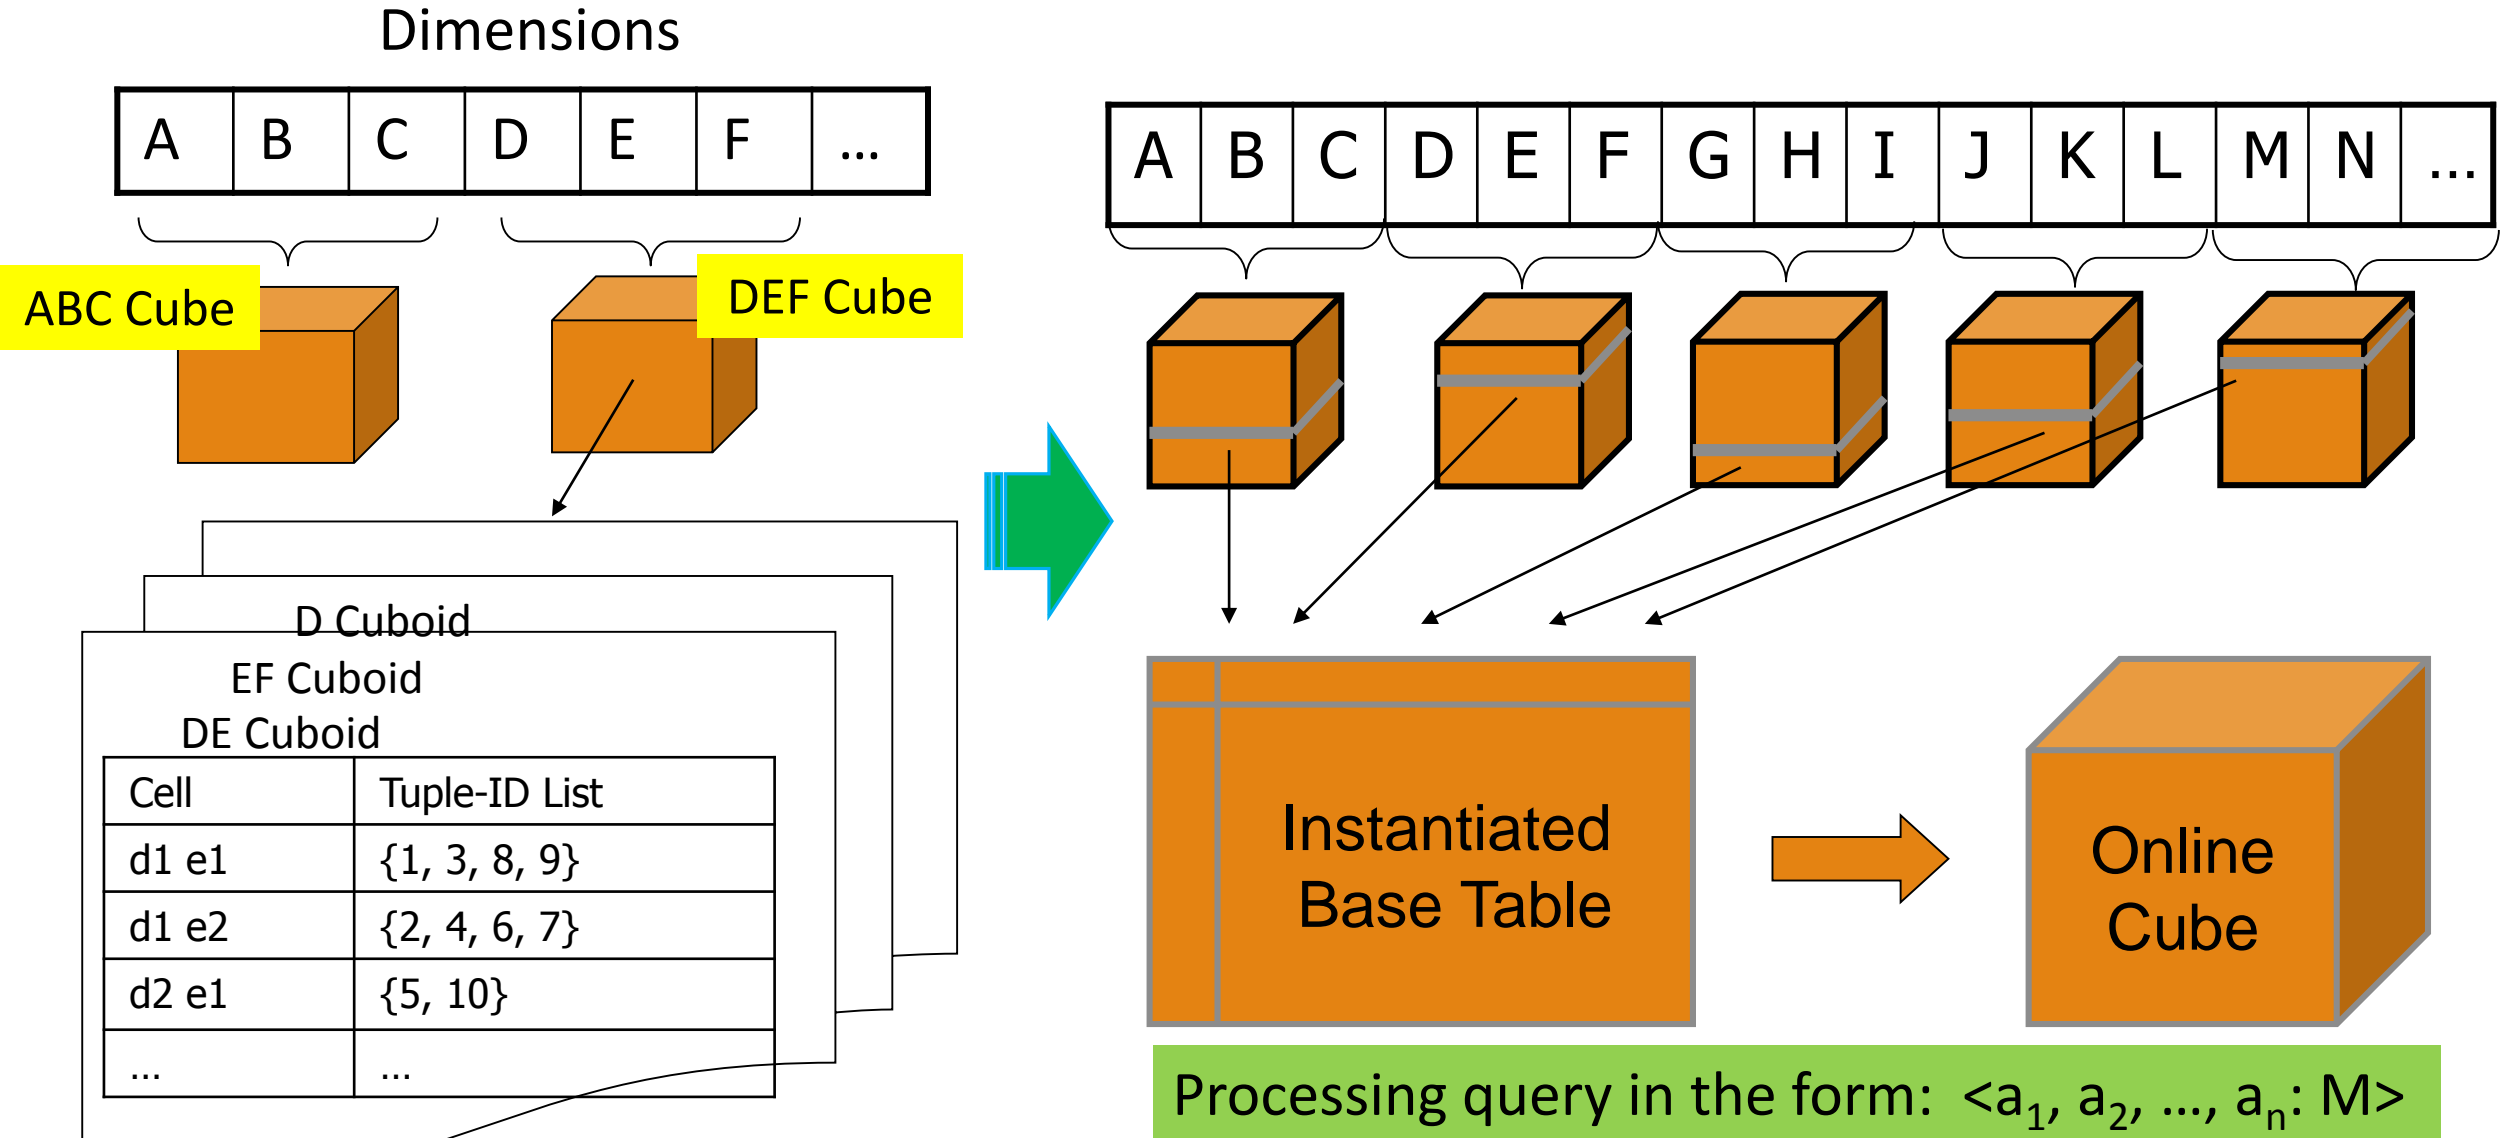 Dimensions
A B C D E F ...
ABC Cube
DEF Cube
D Cuboid
EF Cuboid
DE Cuboid
Cell Tuple-ID List
d1 e1 {1, 3, 8, 9}
d1 e2 {2, 4, 6, 7}
d2 e1 {5, 10}
... ...
A B C D E F G H I J K L M N ...
Instantiated
Base Table
Online
Cube
Processing query in the form: <a₁, a₂, …, aₙ: M>